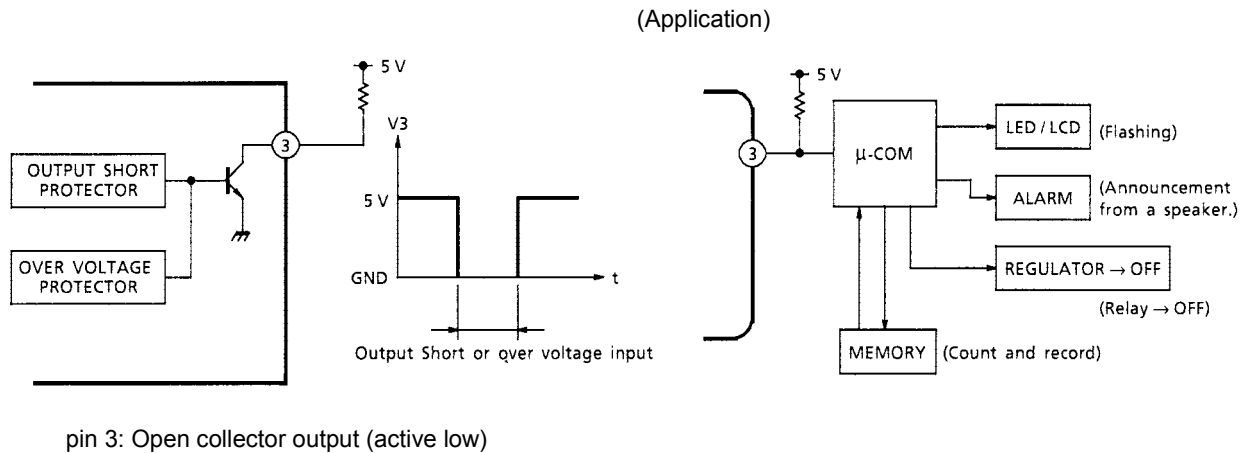 (Application)
5 V
3
OUTPUT SHORT
PROTECTOR
OVER VOLTAGE
PROTECTOR
V3
5 V
GND
t
Output Short or over voltage input
5 V
3
μ-COM
LED / LCD
(Flashing)
ALARM
(Announcement
from a speaker.)
REGULATOR → OFF
(Relay → OFF)
MEMORY
(Count and record)
pin 3: Open collector output (active low)